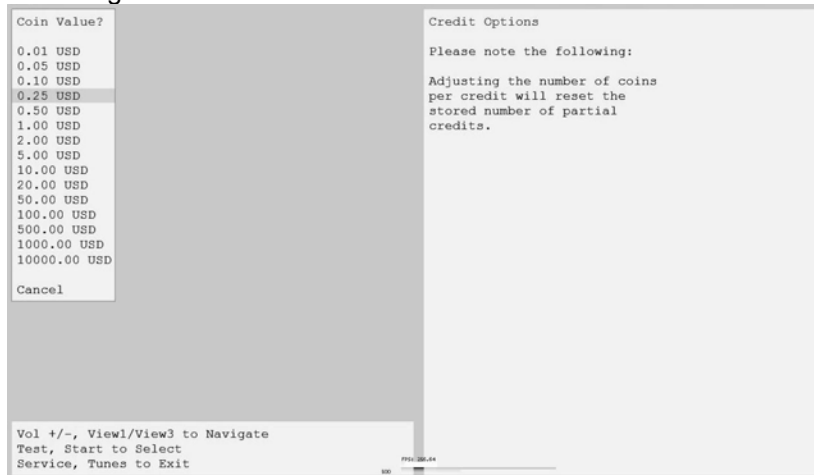 Coin Value?
0.01 USD
0.05 USD
0.10 USD
0.25 USD
0.50 USD
1.00 USD
2.00 USD
5.00 USD
10.00 USD
20.00 USD
50.00 USD
100.00 USD
500.00 USD
1000.00 USD
10000.00 USD
Cancel
Vol +/-, View1/View3 to Navigate
Test, Start to Select
Service, Tunes to Exit
Credit Options
Please note the following:
Adjusting the number of coins
per credit will reset the
stored number of partial
credits.